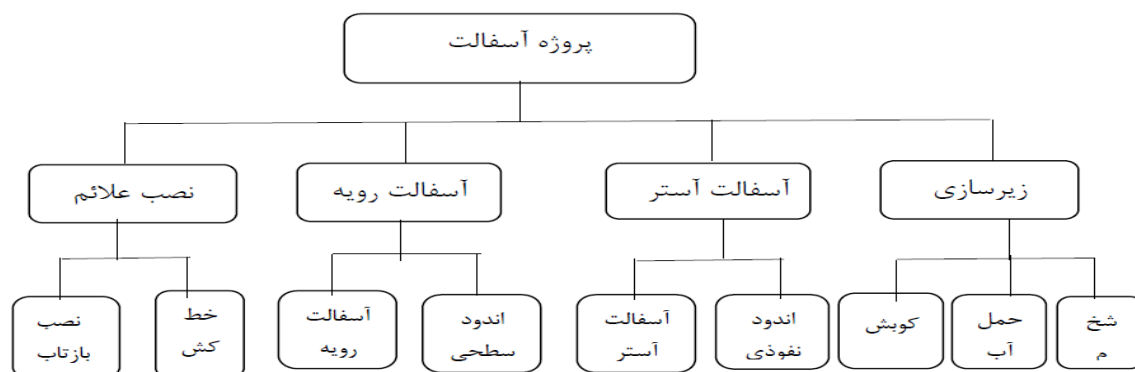 پروژه آسفالت
زیرسازی
آسفالت آستر
آسفالت رویه
نصب علائم
شخ
م
حمل
آب
کوبش
اندود
نفوذی
آسفالت
آستر
اندود
سطحی
آسفالت
رویه
خط
کش
نصب
بازتاب